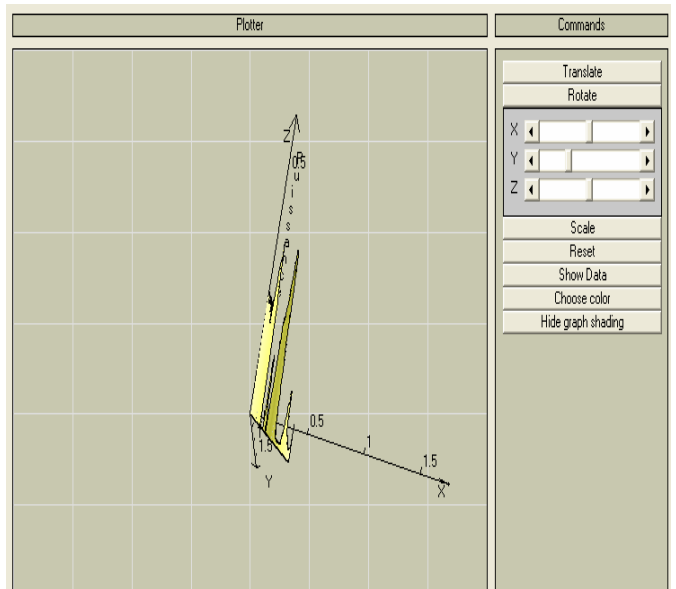 Plotter
Commands
Translate
Rotate
X
Y
Z
Scale
Reset
Show Data
Choose color
Hide graph shading
Z
0.5
Puissance
0.5
1
1.5
X
1.5
Y